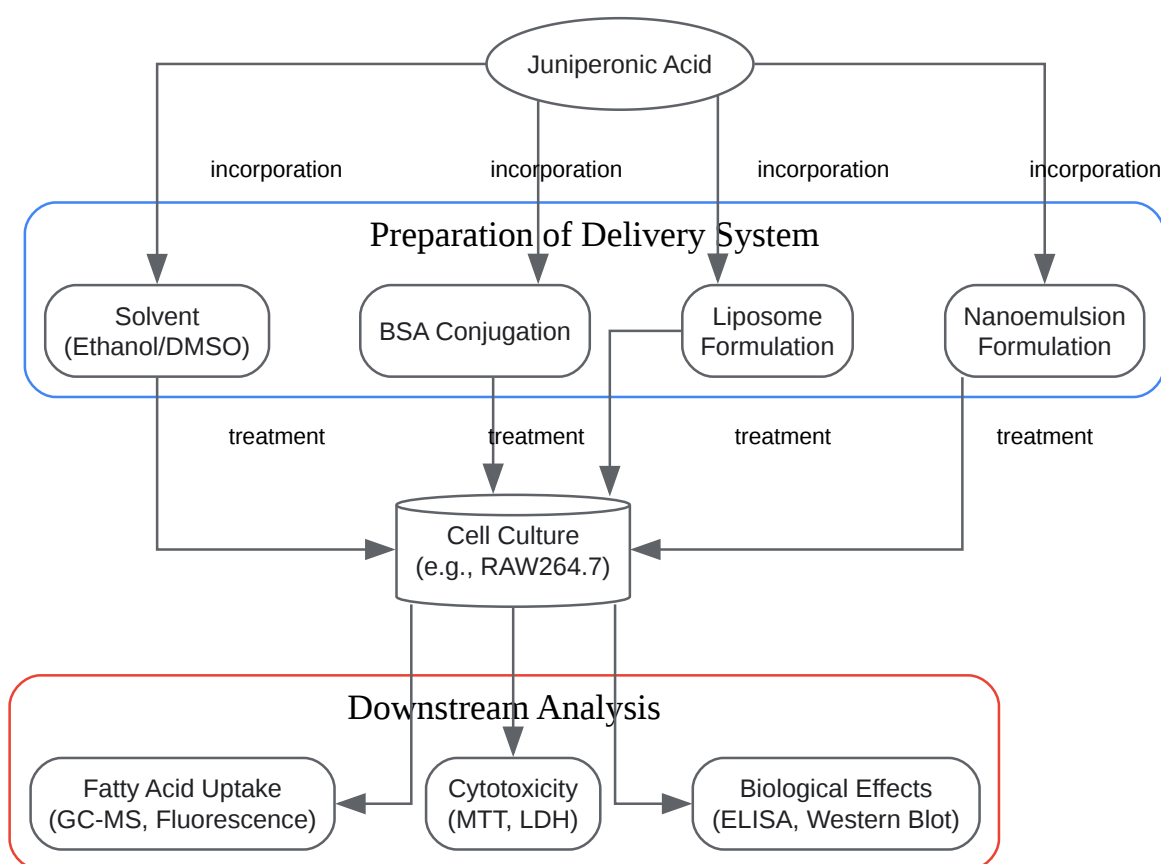 Juniperonic Acid
incorporation
incorporation
incorporation
incorporation
Preparation of Delivery System
Solvent
(Ethanol/DMSO)
BSA Conjugation
Liposome
Formulation
Nanoemulsion
Formulation
treatment
treatment
treatment
treatment
Cell Culture
(e.g., RAW264.7)
Downstream Analysis
Fatty Acid Uptake
(GC-MS, Fluorescence)
Cytotoxicity
(MTT, LDH)
Biological Effects
(ELISA, Western Blot)